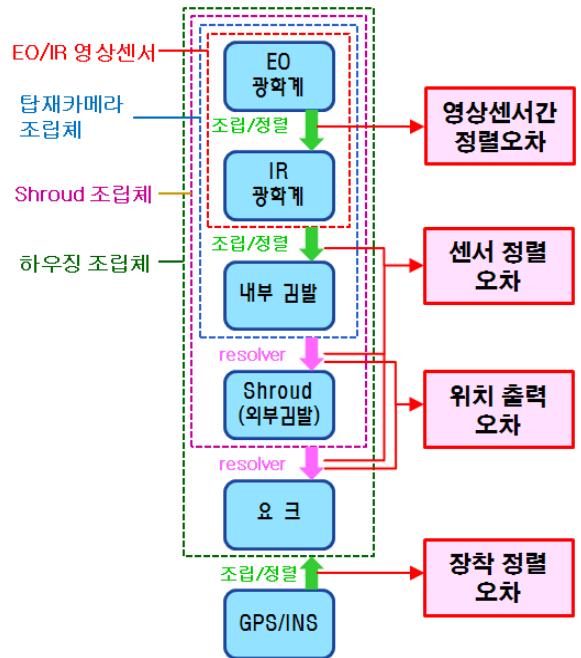 EO/IR 영상센서
탑재카메라
조립체
Shroud 조립체
하우징 조립체
EO
광학계
조립/정렬
IR
광학계
조립/정렬
내부 김발
resolver
Shroud
(외부김발)
resolver
요 크
조립/정렬
GPS/INS
영상센서간
정렬오차
센서 정렬
오차
위치 출력
오차
장착 정렬
오차